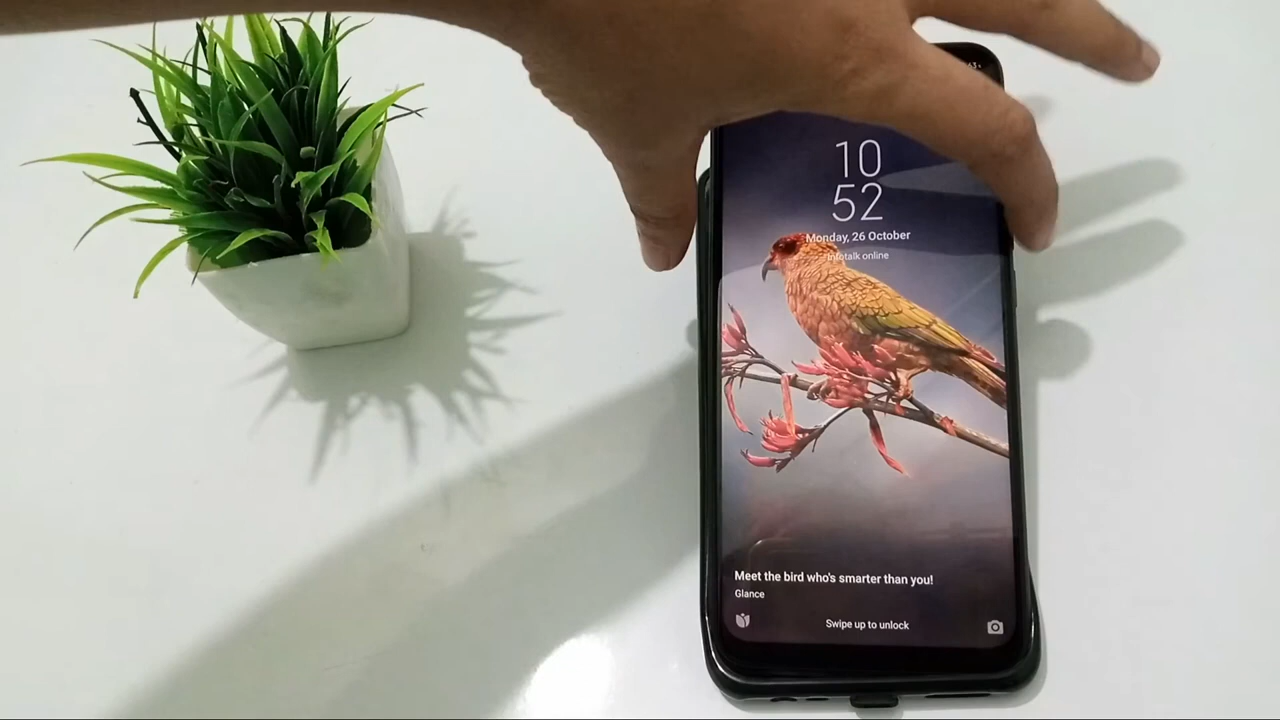 10
52
Monday, 26 October
Infotalk online
Meet the bird who's smarter than you!
Glance
Swipe up to unlock